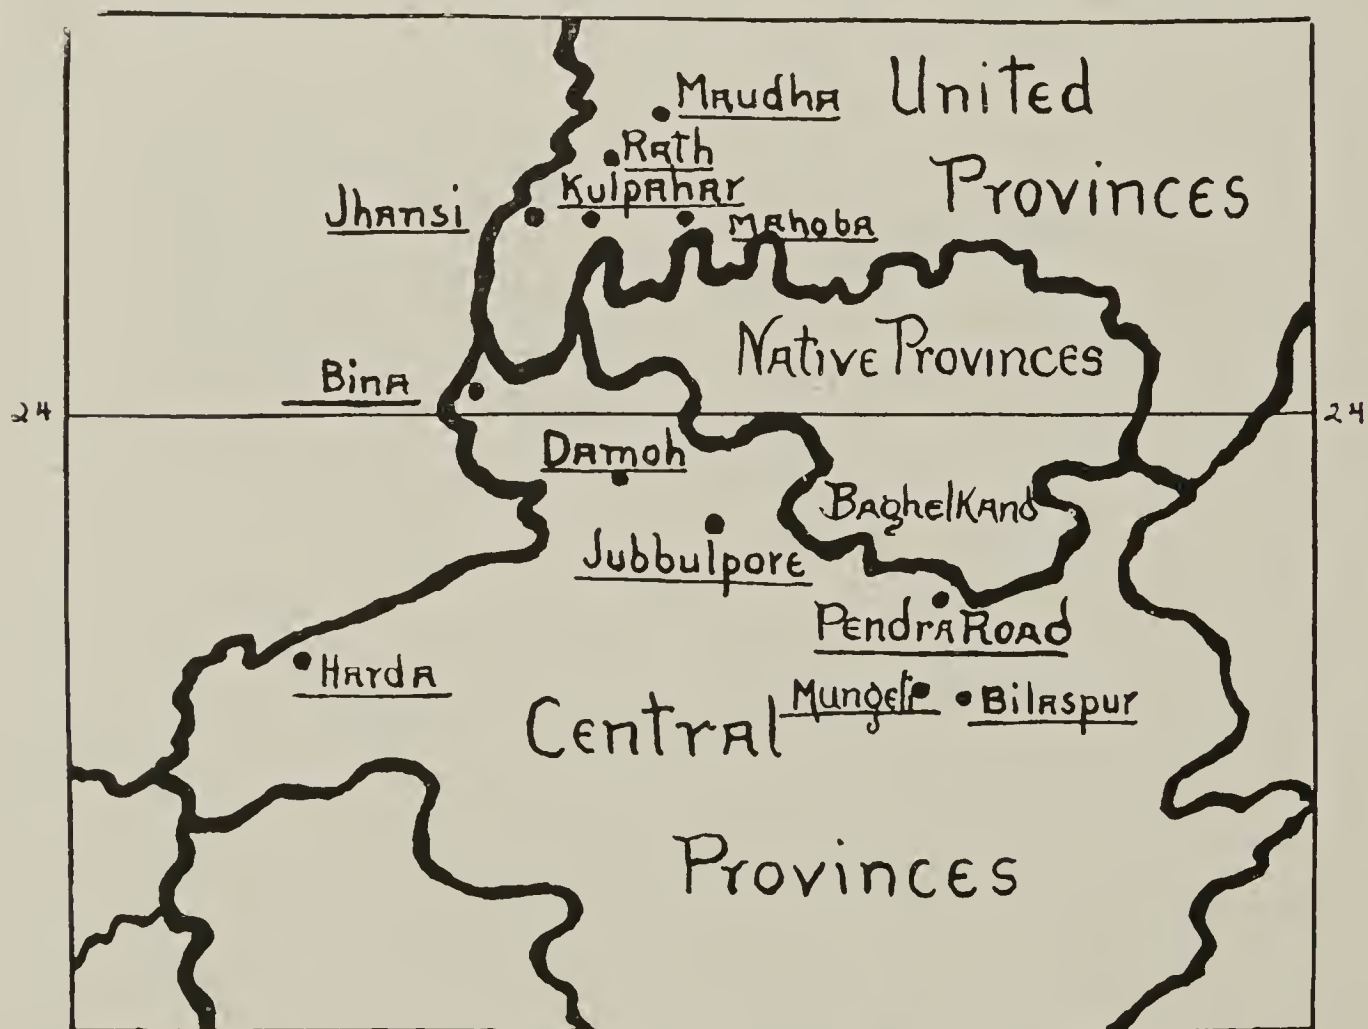 Maudha
United
Rath
Provinces
Kulpahar
Jhansi
Mahoba
Native Provinces
Bina
24
24
Damoh
Baghelkand
Jubbulpore
Pendra Road
Harda
Mungeli
Bilaspur
Central
Provinces